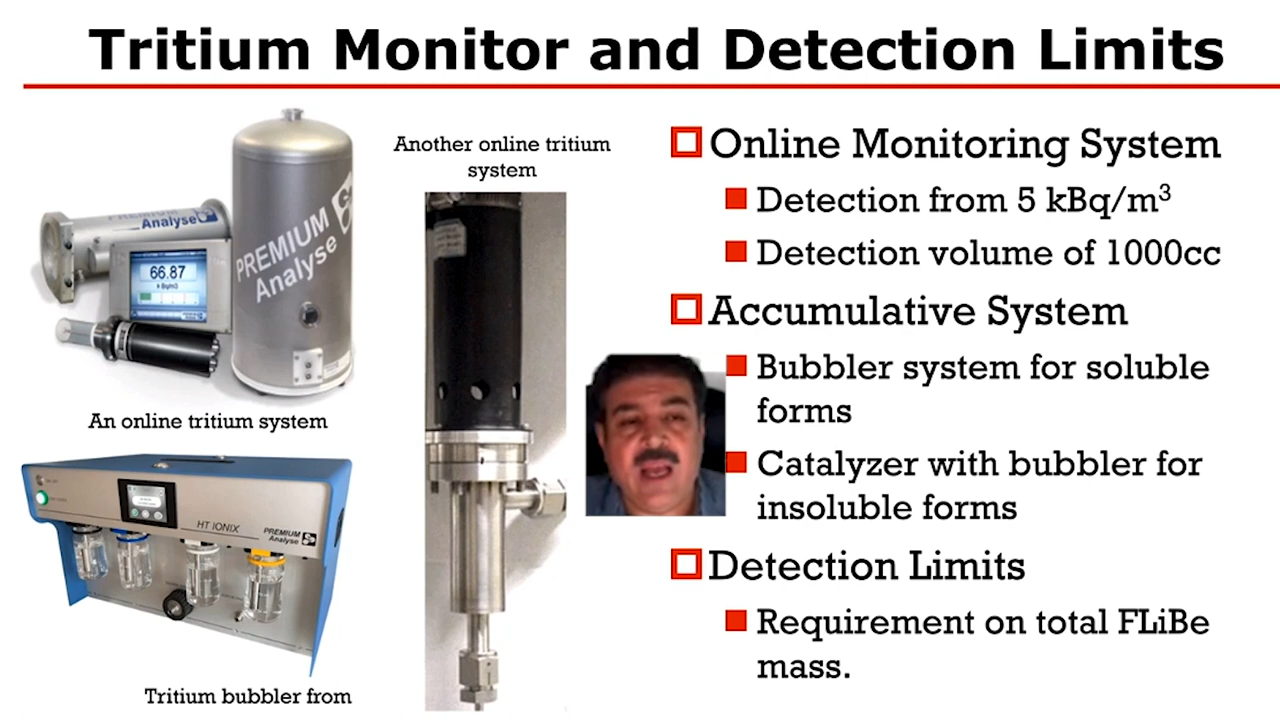 Tritium Monitor and Detection Limits
Another online tritium
system
PREMIUM
Analyse
Analyse
66.87
k Bq/m3
An online tritium system
HT IONIX
PREMIUM
Analyse
Tritium bubbler from
Online Monitoring System
Detection from 5 kBq/m³
Detection volume of 1000cc
Accumulative System
Bubbler system for soluble
forms
Catalyzer with bubbler for
insoluble forms
Detection Limits
Requirement on total FLiBe
mass.